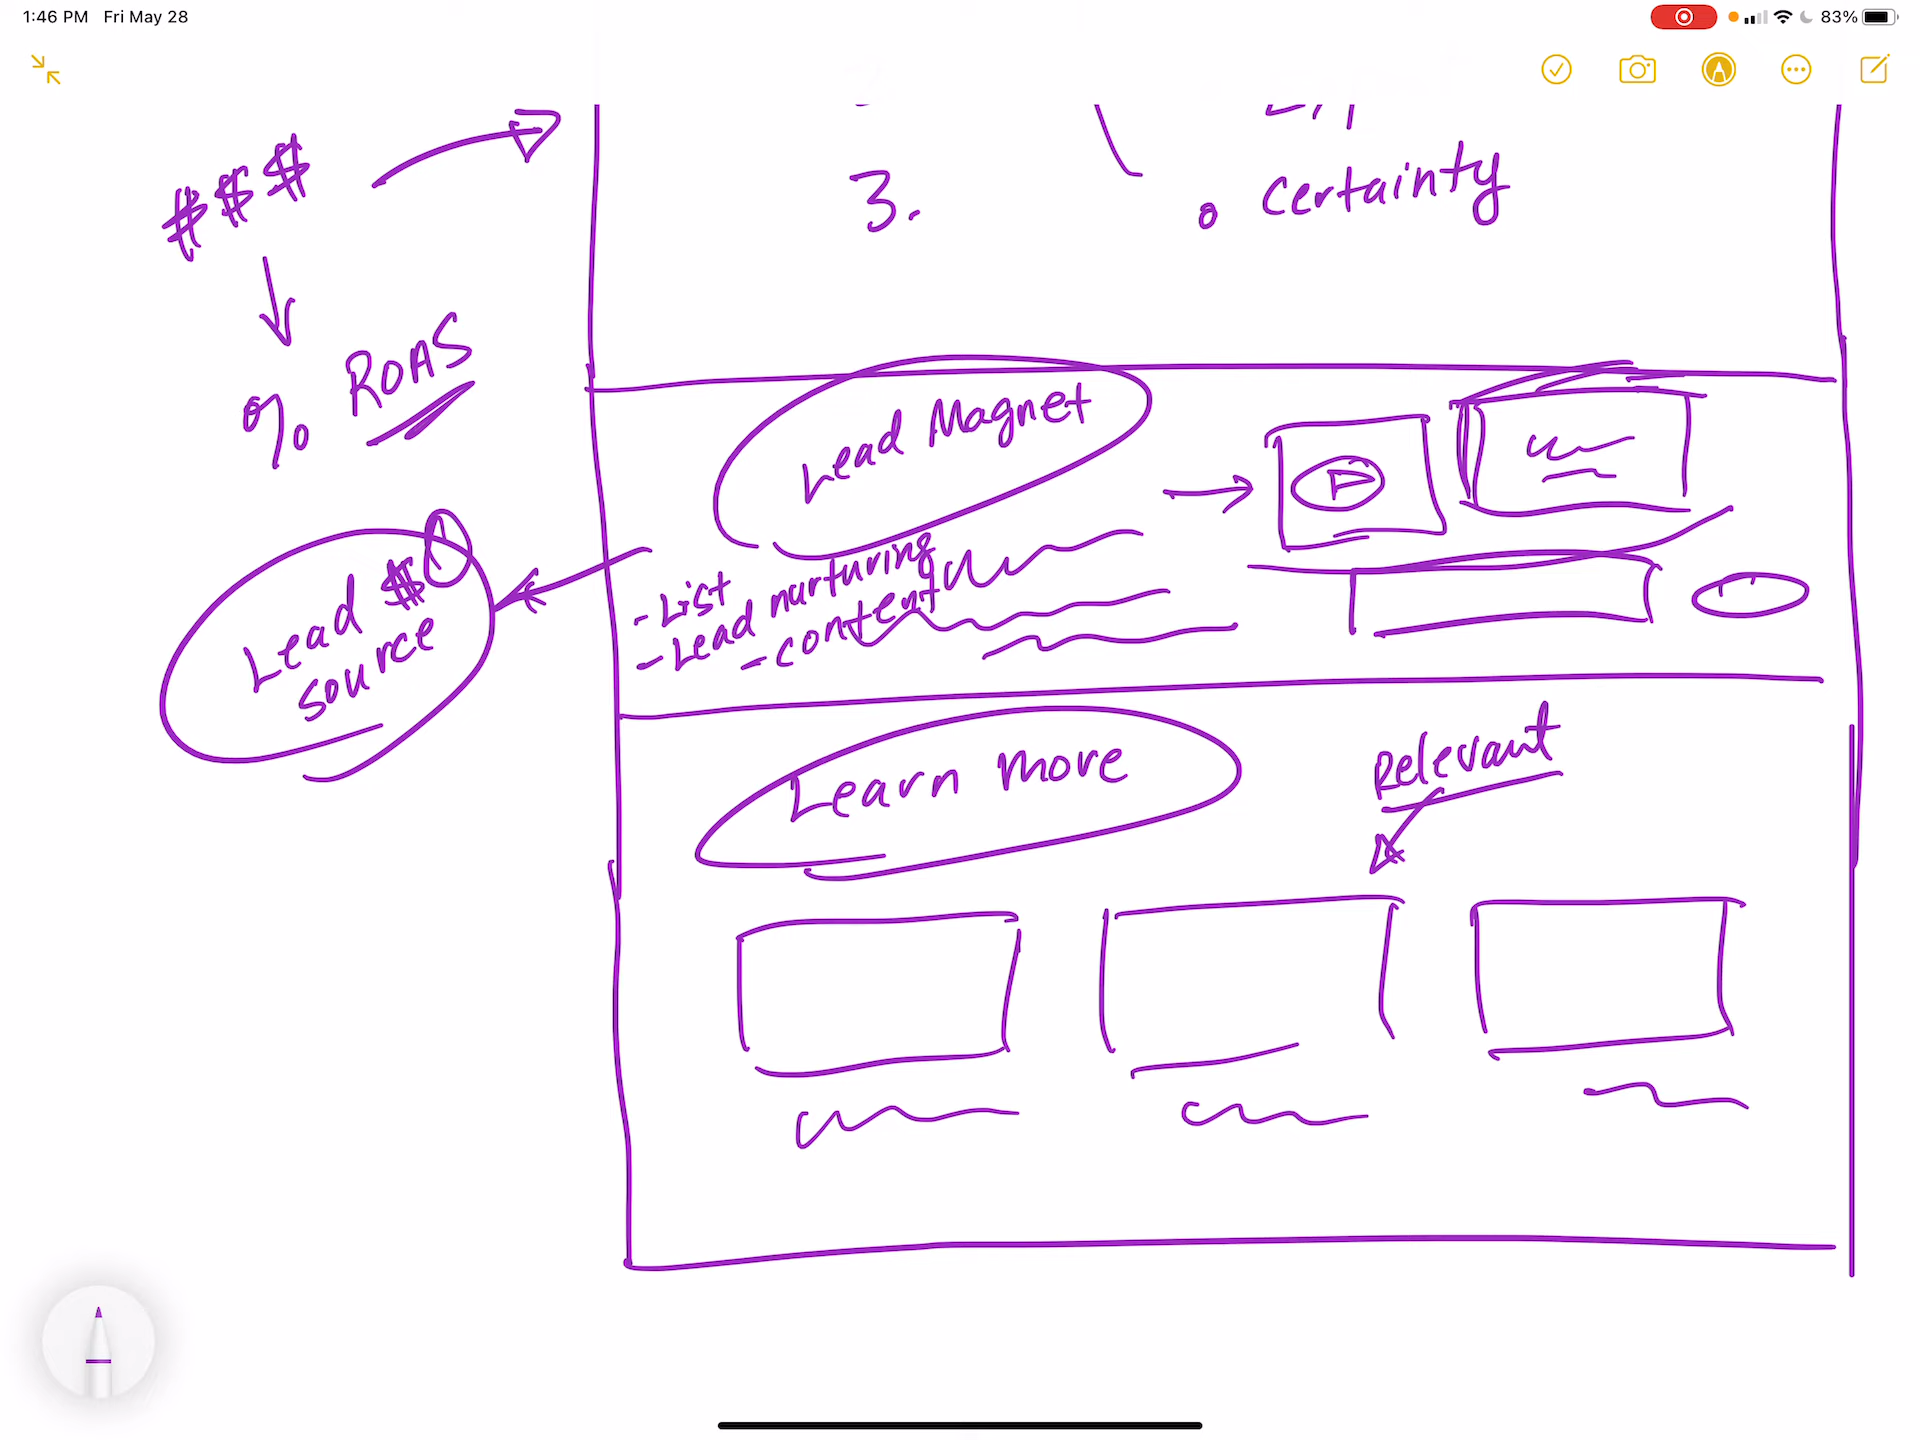 1:46 PM Fri May 28
83%
$$$
3.
certainty
% ROAS
Lead Magnet
Lead $
source
- List
- Lead nurturing
- content
Learn more
Relevant